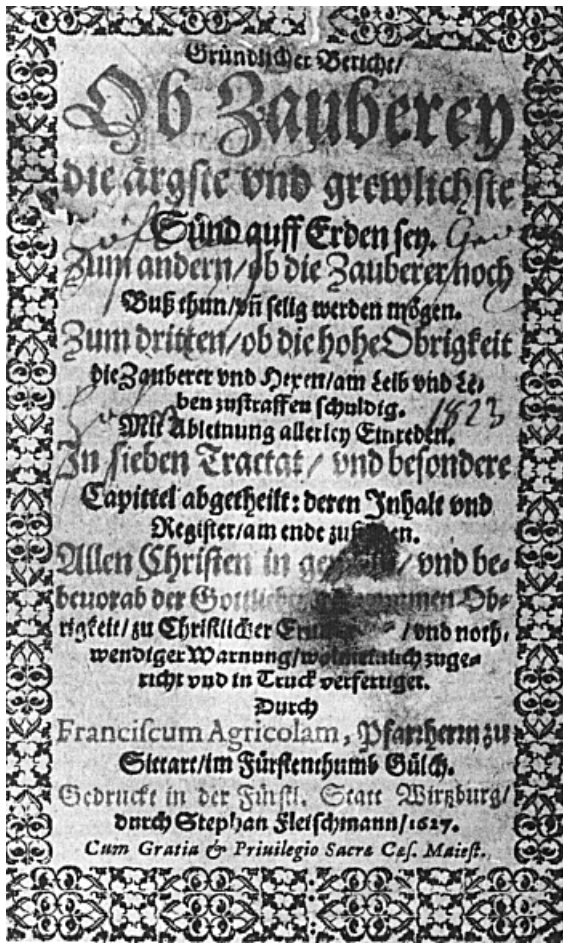 Gründlicher Bericht/
Ob Zauberey
die ärgste vnd grewlichste
Sünd auff Erden sey.
Zum andern/ob die Zauberer/noch
Buß thun/vñ selig werden mögen.
Zum dritten/ob die hohe Obrigkeit
die Zauberer vnd Hexen/am Leib vnd Le-
ben zustraffen schuldig.
1823
Mit Ableinung allerley Einreden.
In sieben Tractat/ vnd besondere
Capittel abgetheilt: deren Inhalt vnd
Register/am ende
Allen Christen in / vnd be-
beuorab der Ob-
rigkeit/zu Christlicher /vnd noth-
wendiger Warnung/ zuge-
richt vnd in Truck verfertiget.
Durch
Franciscum Agricolam, Pfarrherrn zu
Sittart/im Fürstenthumb Gülch.
Gedruckt in der Fürstl. Statt Wirtzburg/
durch Stephan Fleischmann/1627.
Cum Gratia & Priuilegio Sacræ Cæs. Maiest.